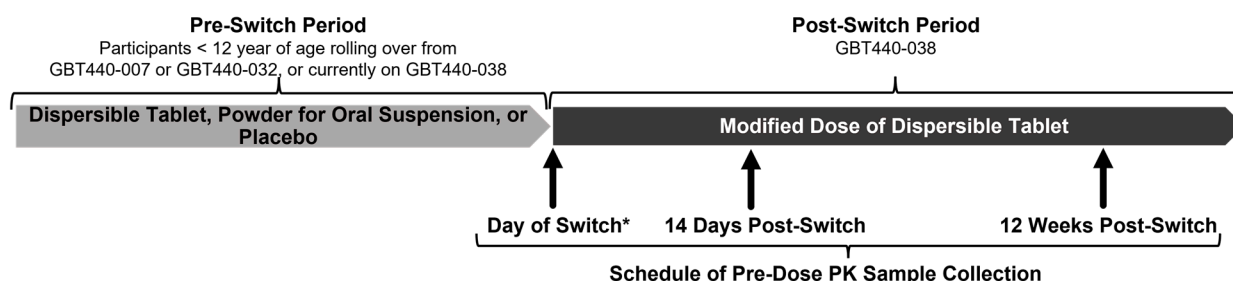 Pre-Switch Period
Participants < 12 year of age rolling over from
GBT440-007 or GBT440-032, or currently on GBT440-038
Post-Switch Period
GBT440-038
Dispersible Tablet, Powder for Oral Suspension, or
Placebo
Modified Dose of Dispersible Tablet
Day of Switch*
14 Days Post-Switch
12 Weeks Post-Switch
Schedule of Pre-Dose PK Sample Collection